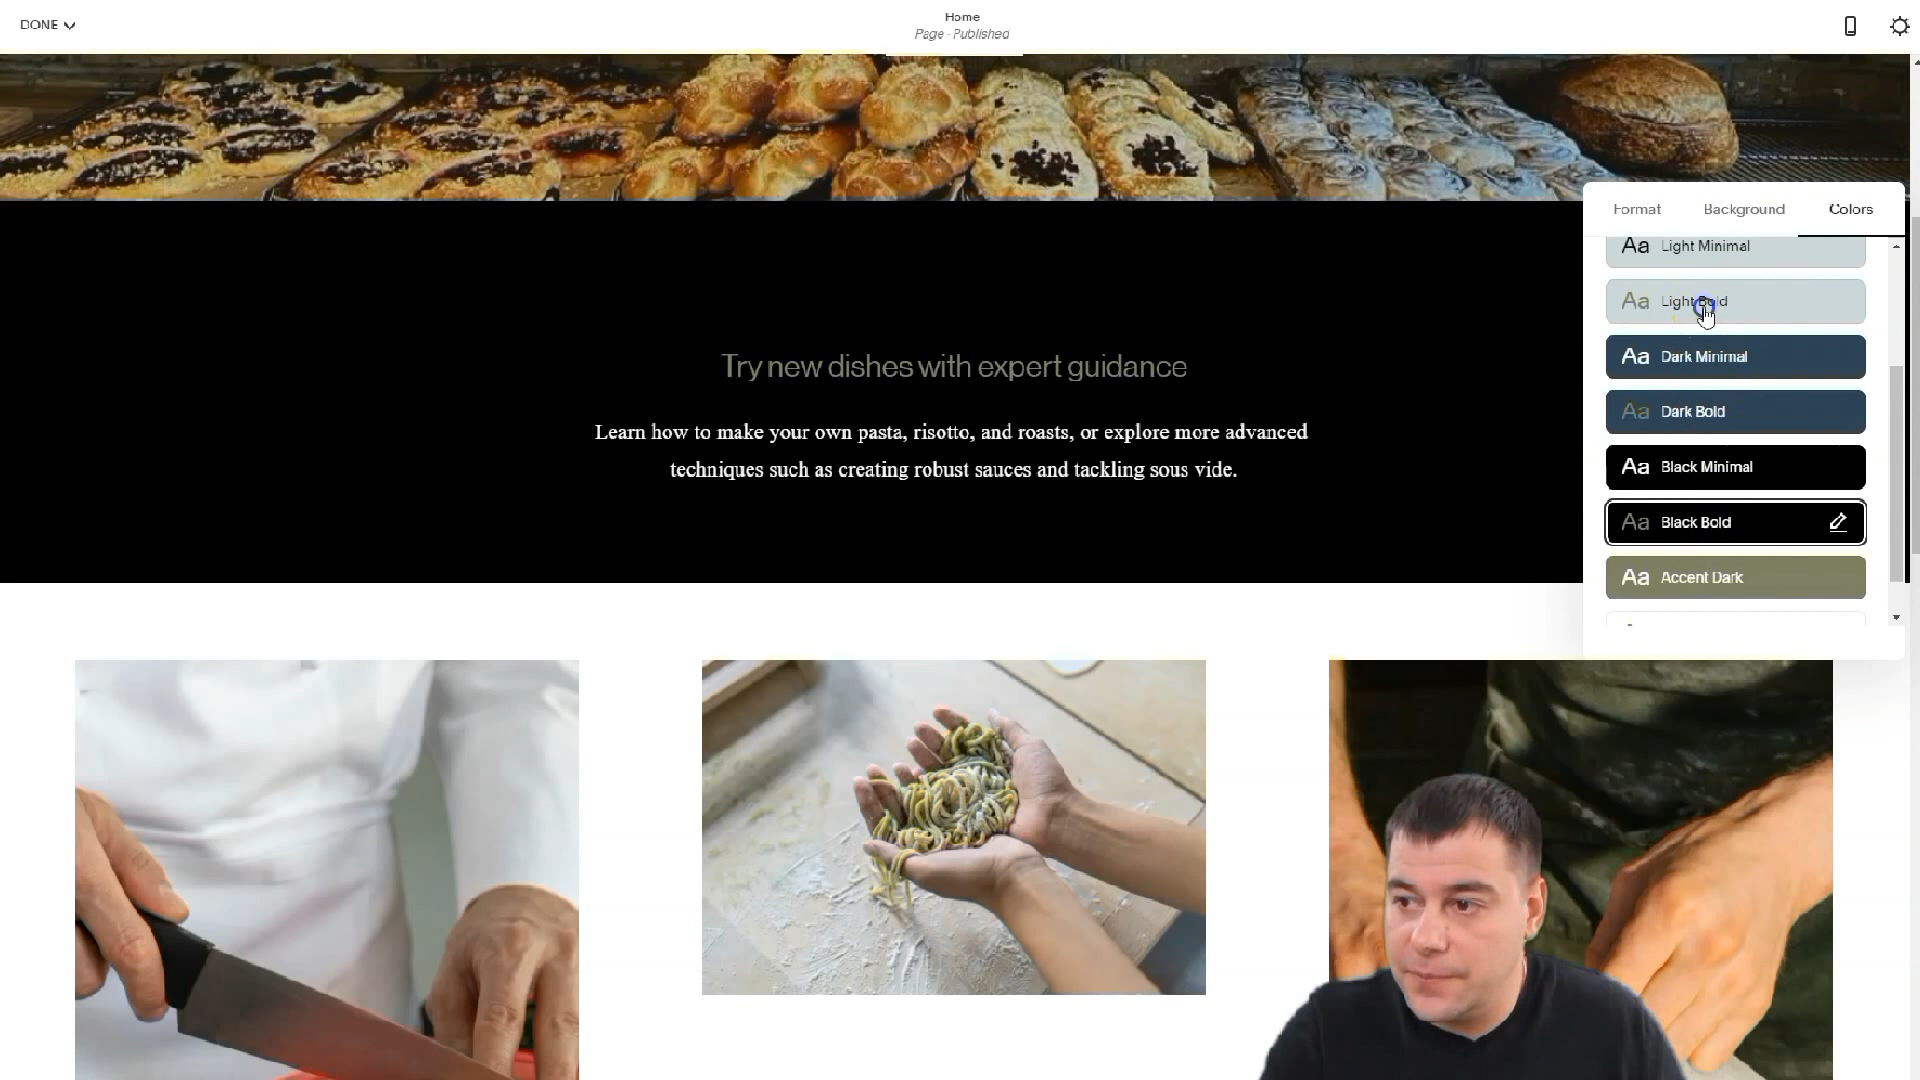 DONE
Home
Page - Published
Format
Background
Colors
Aa Light Minimal
Aa Light Bold
Aa Dark Minimal
Aa Dark Bold
Aa Black Minimal
Aa Black Bold
Aa Accent Dark
Try new dishes with expert guidance
Learn how to make your own pasta, risotto, and roasts, or explore more advanced
techniques such as creating robust sauces and tackling sous vide.